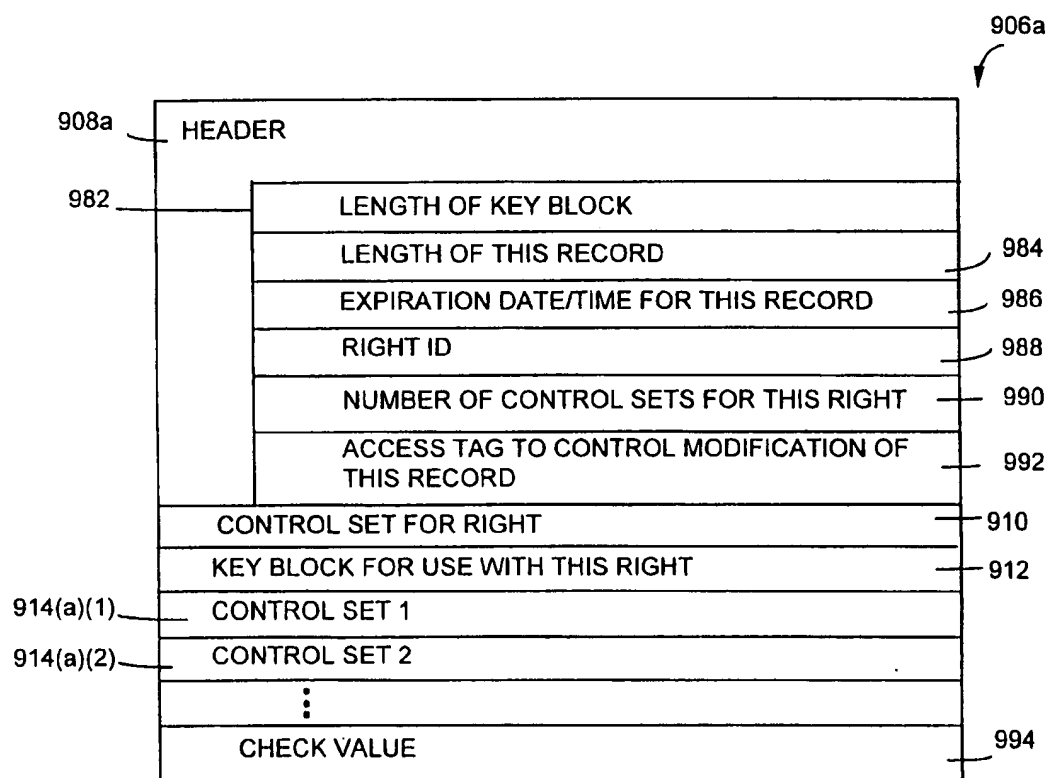 906a
908a
HEADER
982
LENGTH OF KEY BLOCK
LENGTH OF THIS RECORD
984
EXPIRATION DATE/TIME FOR THIS RECORD
986
RIGHT ID
988
NUMBER OF CONTROL SETS FOR THIS RIGHT
990
ACCESS TAG TO CONTROL MODIFICATION OF
THIS RECORD
992
CONTROL SET FOR RIGHT
910
KEY BLOCK FOR USE WITH THIS RIGHT
912
914(a)(1)
CONTROL SET 1
914(a)(2)
CONTROL SET 2
CHECK VALUE
994